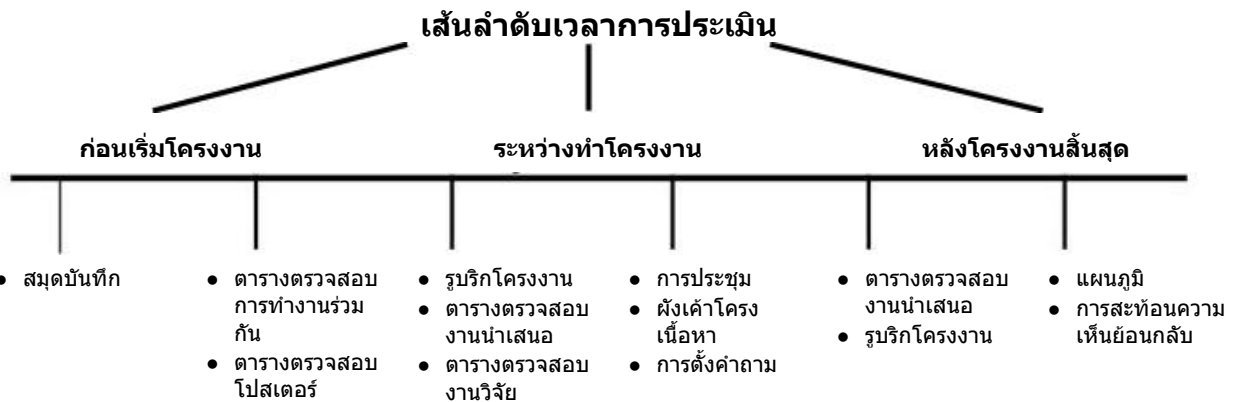 เส้นลำดับเวลาการประเมิน
ก่อนเริ่มโครงงาน
ระหว่างทำโครงงาน
หลังโครงงานสิ้นสุด
● สมุดบันทึก
● ตารางตรวจสอบ
การทำงานร่วม
กัน
● ตารางตรวจสอบ
โปสเตอร์
● รูบริกโครงงาน
● ตารางตรวจสอบ
งานนำเสนอ
● ตารางตรวจสอบ
งานวิจัย
● การประชุม
● ผังเค้าโครง
เนื้อหา
● การตั้งคำถาม
● ตารางตรวจสอบ
งานนำเสนอ
● รูบริกโครงงาน
● แผนภูมิ
● การสะท้อนความ
เห็นย้อนกลับ